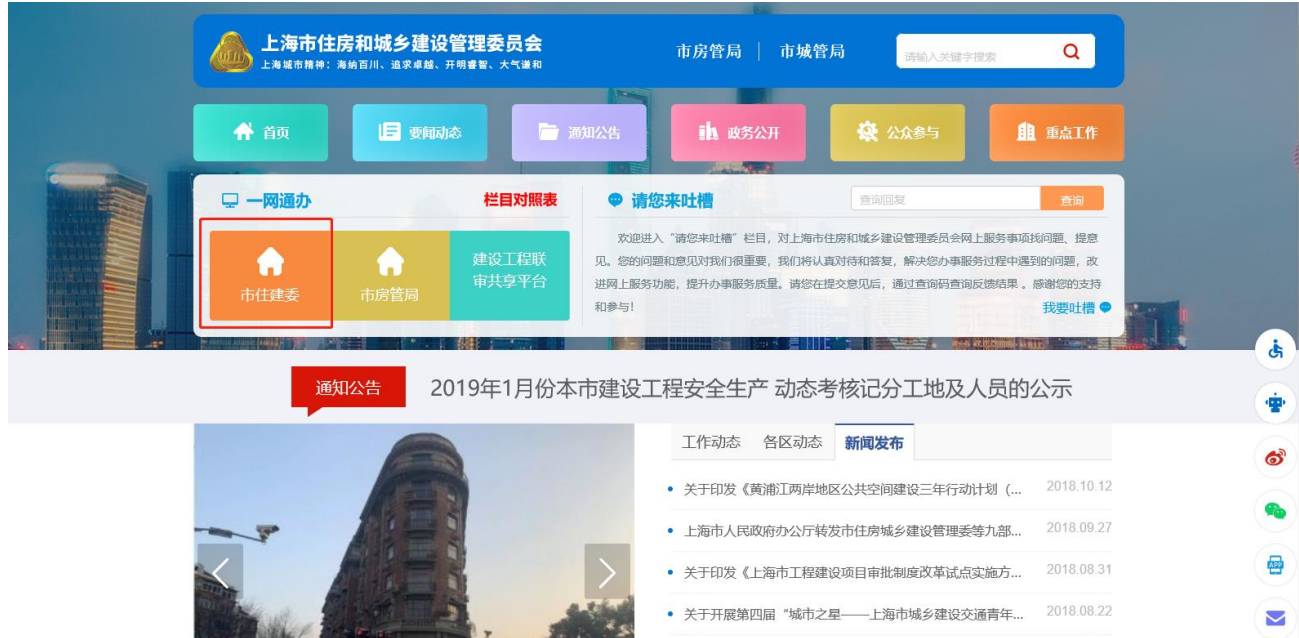 上海市住房和城乡建设管理委员会
上海城市精神：海纳百川、追求卓越、开明睿智、大气谦和
市房管局 | 市城管局
请输入关键字搜索
首页
要闻动态
通知公告
政务公开
公众参与
重点工作
一网通办
栏目对照表
市住建委
市房管局
建设工程联
审共享平台
请您来吐槽
查询回复
查询
欢迎进入“请您来吐槽”栏目，对上海市住房和城乡建设管理委员会网上服务事项找问题、提意
见。您的问题和意见对我们很重要，我们将认真对待和答复，解决您办事服务过程中遇到的问题，改
进网上服务功能，提升办事服务质量。请您在提交意见后，通过查询码查询反馈结果 。感谢您的支持
和参与！
我要吐槽
通知公告
2019年1月份本市建设工程安全生产 动态考核记分工地及人员的公示
工作动态 各区动态 新闻发布
关于印发《黄浦江两岸地区公共空间建设三年行动计划（... 2018.10.12
上海市人民政府办公厅转发市住房城乡建设管理委等九部... 2018.09.27
关于印发《上海市工程建设项目审批制度改革试点实施方... 2018.08.31
关于开展第四届“城市之星——上海市城乡建设交通青年... 2018.08.22
APP